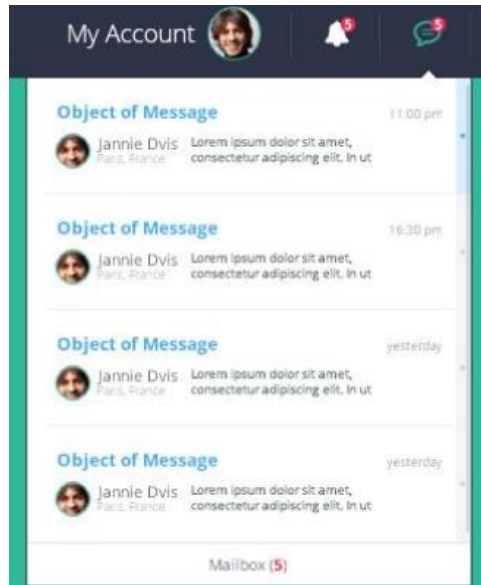 My Account
5
5
Object of Message
11:00 pm
Jannie Dvis
Paris, France
Lorem ipsum dolor sit amet,
consectetur adipiscing elit. In ut
Object of Message
16:30 pm
Jannie Dvis
Paris, France
Lorem ipsum dolor sit amet,
consectetur adipiscing elit. In ut
Object of Message
yesterday
Jannie Dvis
Paris, France
Lorem ipsum dolor sit amet,
consectetur adipiscing elit. In ut
Object of Message
yesterday
Jannie Dvis
Paris, France
Lorem ipsum dolor sit amet,
consectetur adipiscing elit. In ut
Mailbox (5)